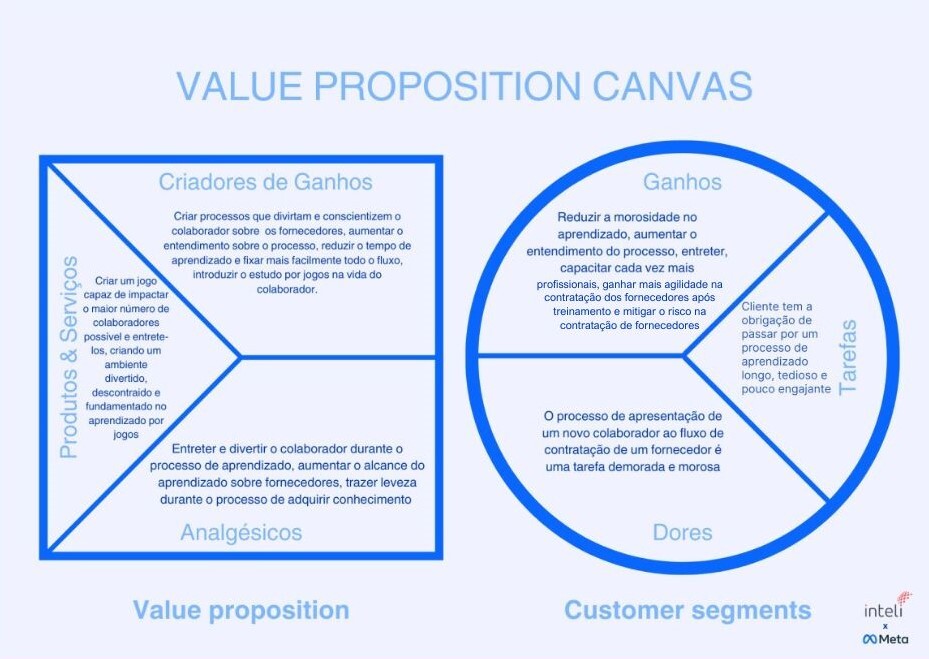 VALUE PROPOSITION CANVAS
Criadores de Ganhos
Criar processos que divirtam e conscientizem o
colaborador sobre os fornecedores, aumentar o
entendimento sobre o processo, reduzir o tempo de
aprendizado e fixar mais facilmente todo o fluxo,
introduzir o estudo por jogos na vida do
colaborador.
Produtos & Serviços
Criar um jogo
capaz de impactar
o maior número de
colaboradores
possível e entrete-
los, criando um
ambiente
divertido,
descontraido e
fundamentado no
aprendizado por
jogos
Entreter e divertir o colaborador durante o
processo de aprendizado, aumentar o alcance do
aprendizado sobre fornecedores, trazer leveza
durante o processo de adquirir conhecimento
Analgésicos
Value proposition
Ganhos
Reduzir a morosidade no
aprendizado, aumentar o
entendimento do processo, entreter,
capacitar cada vez mais
profissionais, ganhar mais agilidade na
contratação dos fornecedores após
treinamento e mitigar o risco na
contratação de fornecedores
Cliente tem a
obrigação de
passar por um
processo de
aprendizado
longo, tedioso e
pouco engajante
Tarefas
O processo de apresentação de
um novo colaborador ao fluxo de
contratação de um fornecedor é
uma tarefa demorada e morosa
Dores
Customer segments
inteli
x
Meta